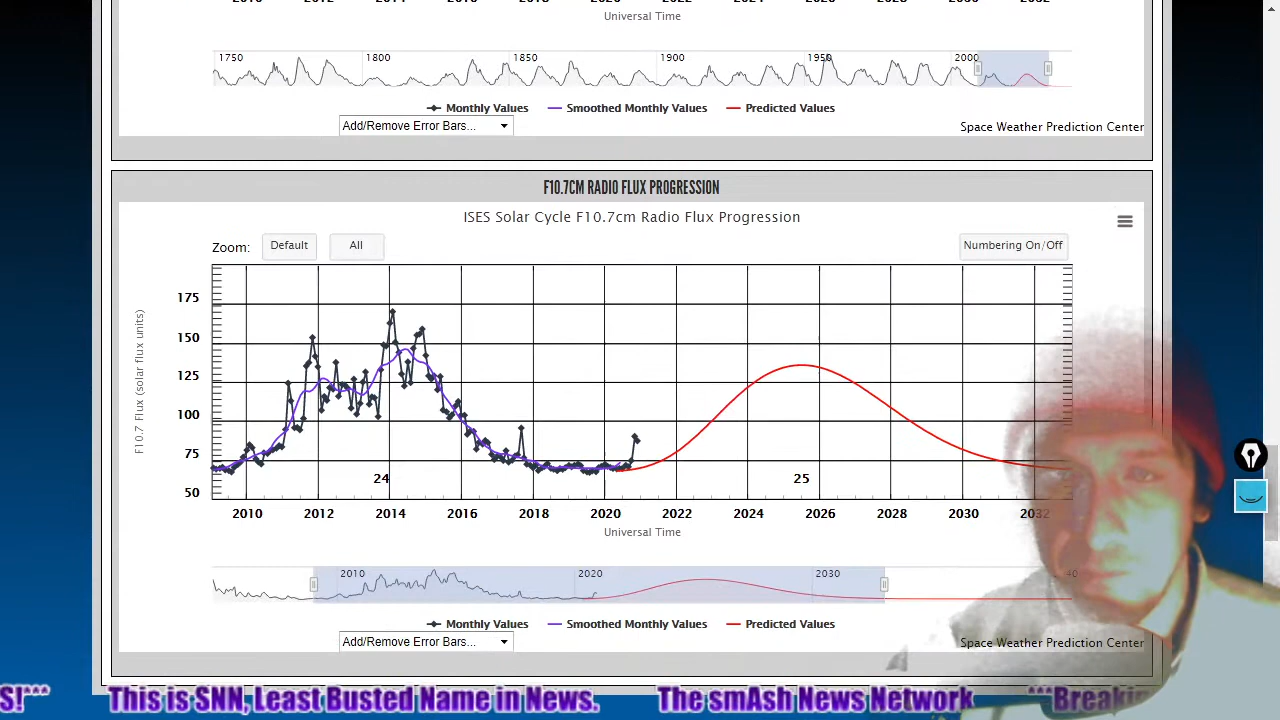 Universal Time
1750 1800 1850 1900 1950 2000
Monthly Values Smoothed Monthly Values Predicted Values
Add/Remove Error Bars...
Space Weather Prediction Center
F10.7CM RADIO FLUX PROGRESSION
ISES Solar Cycle F10.7cm Radio Flux Progression
Zoom: Default All Numbering On/Off
175
150
125
100
75
50
F10.7 Flux (solar flux units)
24 25
2010 2012 2014 2016 2018 2020 2022 2024 2026 2028 2030 2032
Universal Time
2010 2020 2030 40
Monthly Values Smoothed Monthly Values Predicted Values
Add/Remove Error Bars...
Space Weather Prediction Center
S!*** This is SNN, Least Busted Name in News. The smAsh News Network ***Breakin